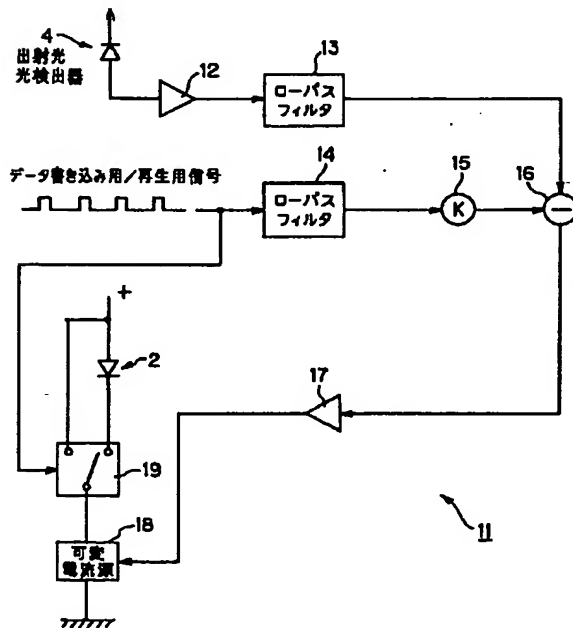 4
出射光
光検出器
12
13
ローパス
フィルタ
データ書き込み用/再生用信号
14
ローパス
フィルタ
15
K
16
−
+
2
17
19
18
可変
電流源
11